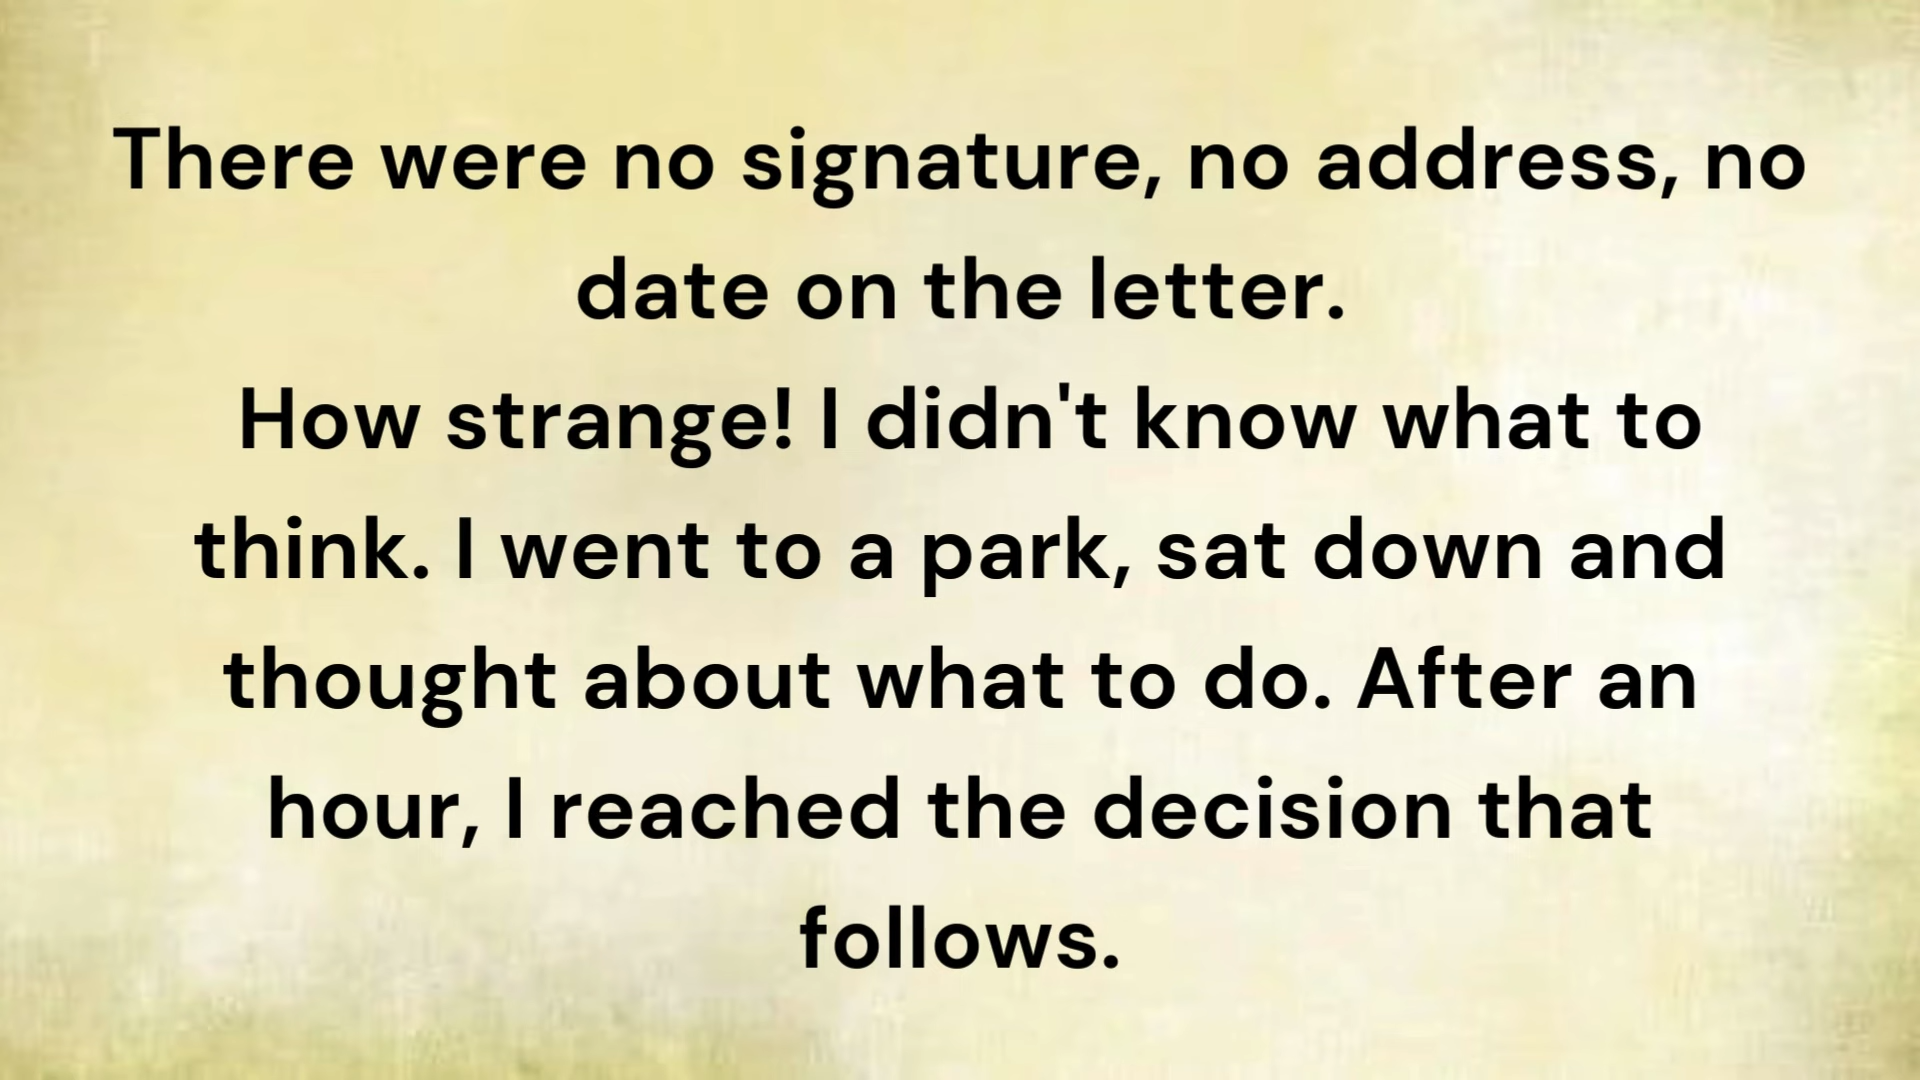 There were no signature, no address, no
date on the letter.
How strange! I didn't know what to
think. I went to a park, sat down and
thought about what to do. After an
hour, I reached the decision that
follows.